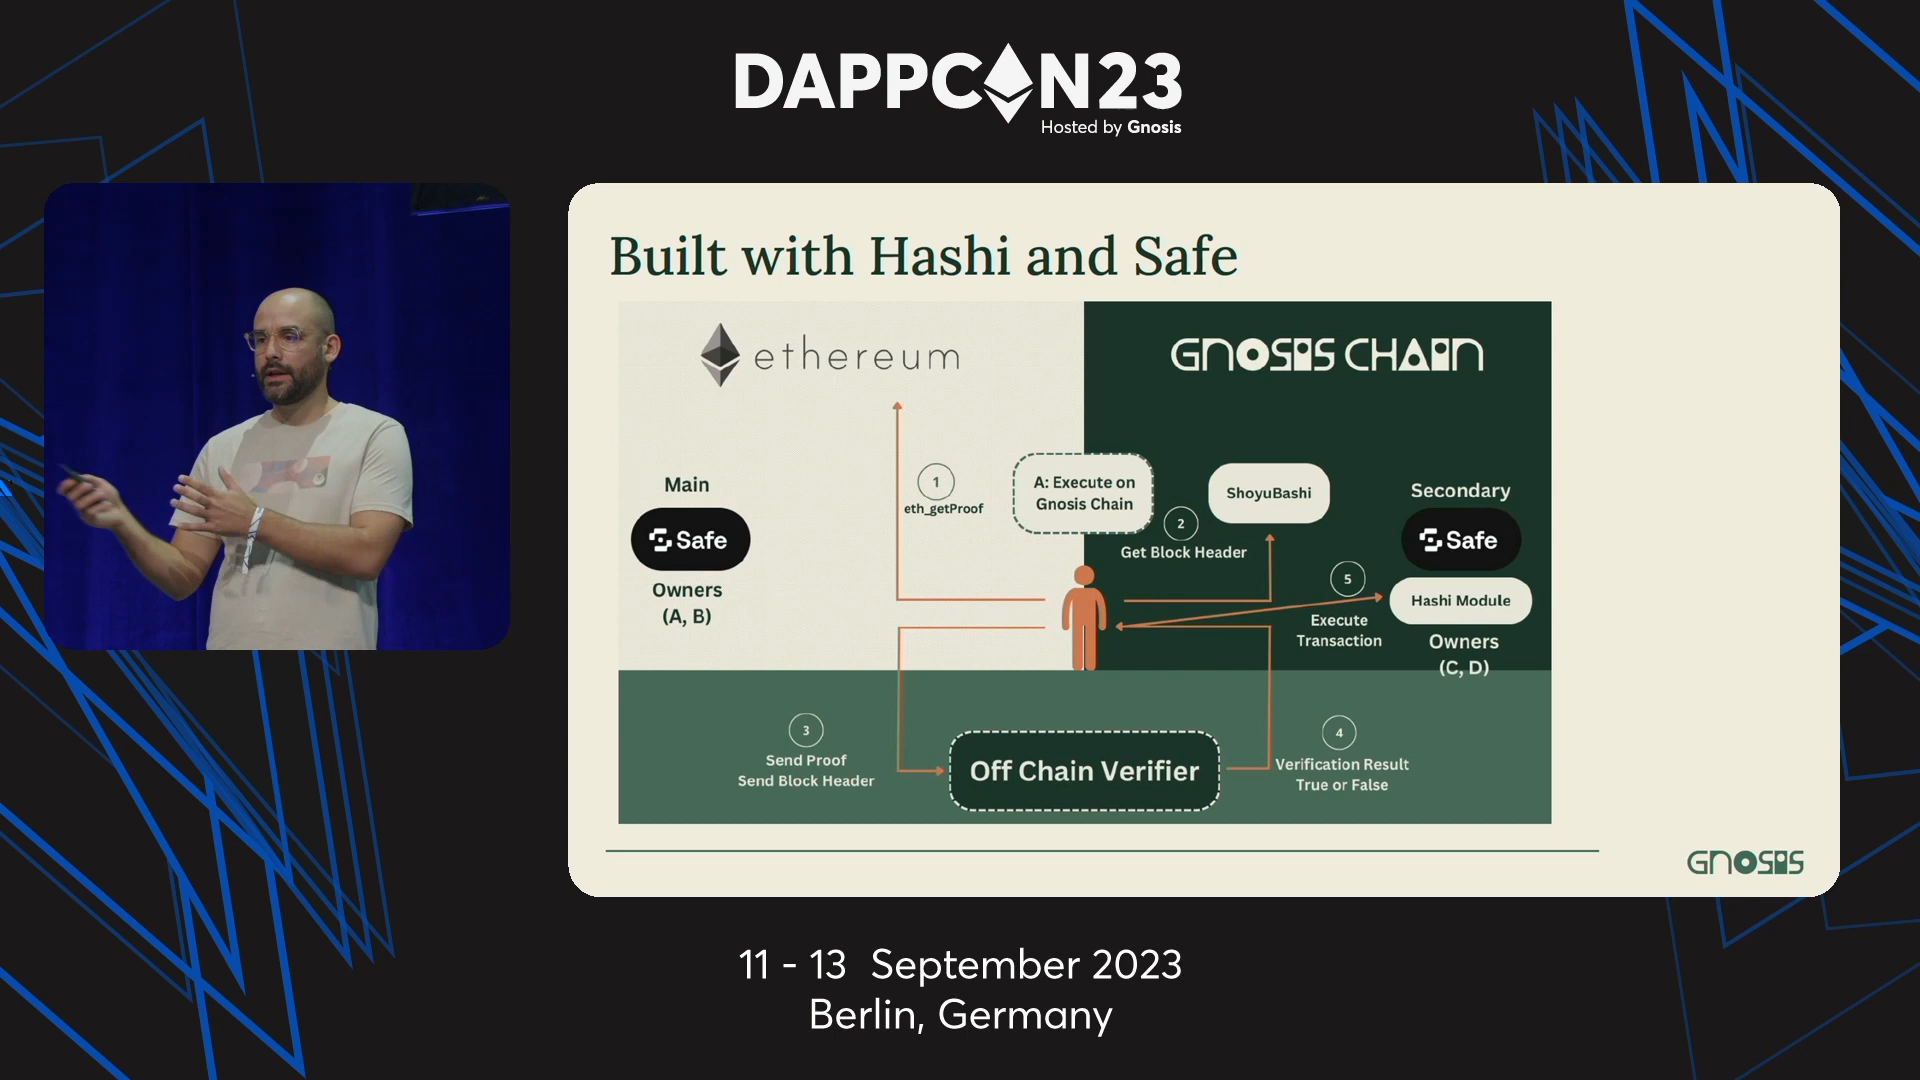 DAPPCON23
Hosted by Gnosis
Built with Hashi and Safe
ethereum
GNOSIS CHAIN
Main
Safe
Owners
(A, B)
1
eth_getProof
A: Execute on
Gnosis Chain
2
Get Block Header
ShoyuBashi
Secondary
Safe
Hashi Module
Owners
(C, D)
5
Execute
Transaction
3
Send Proof
Send Block Header
Off Chain Verifier
4
Verification Result
True or False
GNOSIS
11 - 13 September 2023
Berlin, Germany